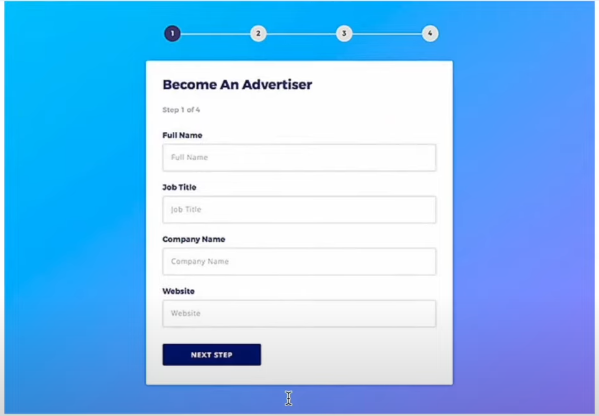 1 2 3 4
Become An Advertiser
Step 1 of 4
Full Name
Full Name
Job Title
Job Title
Company Name
Company Name
Website
Website
NEXT STEP